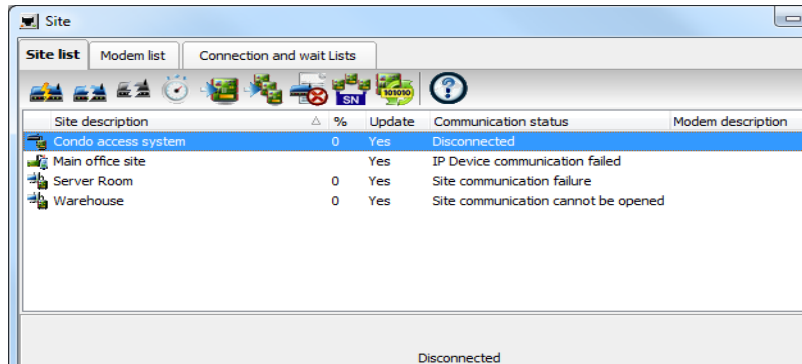 Site
Site list Modem list Connection and wait Lists
SN 101010 ?
Site description % Update Communication status Modem description
Condo access system 0 Yes Disconnected
Main office site Yes IP Device communication failed
Server Room 0 Yes Site communication failure
Warehouse 0 Yes Site communication cannot be opened
Disconnected